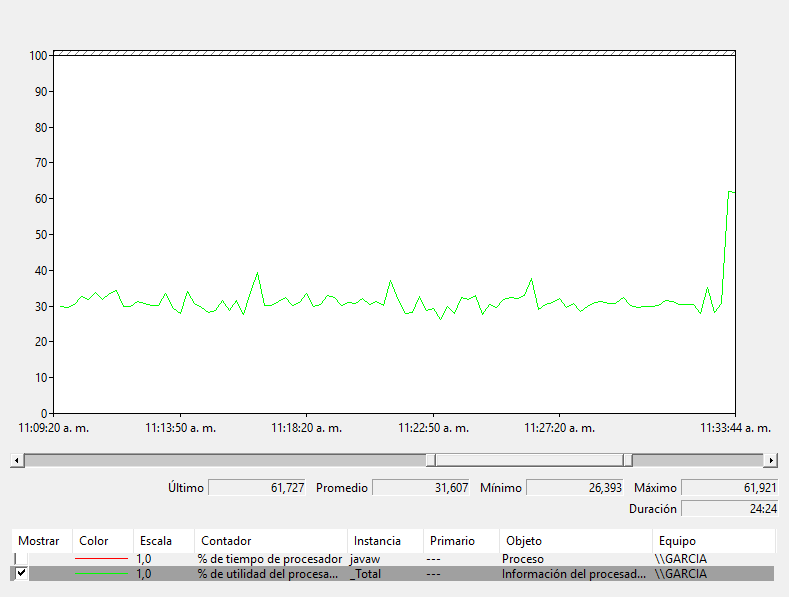 100
90
80
70
60
50
40
30
20
10
0
11:09:20 a. m. 11:13:50 a. m. 11:18:20 a. m. 11:22:50 a. m. 11:27:20 a. m. 11:33:44 a. m.
Último 61,727 Promedio 31,607 Mínimo 26,393 Máximo 61,921
Duración 24:24
Mostrar Color Escala Contador Instancia Primario Objeto Equipo
1,0 % de tiempo de procesador javaw --- Proceso \\GARCIA
1,0 % de utilidad del procesa... _Total --- Información del procesad... \\GARCIA